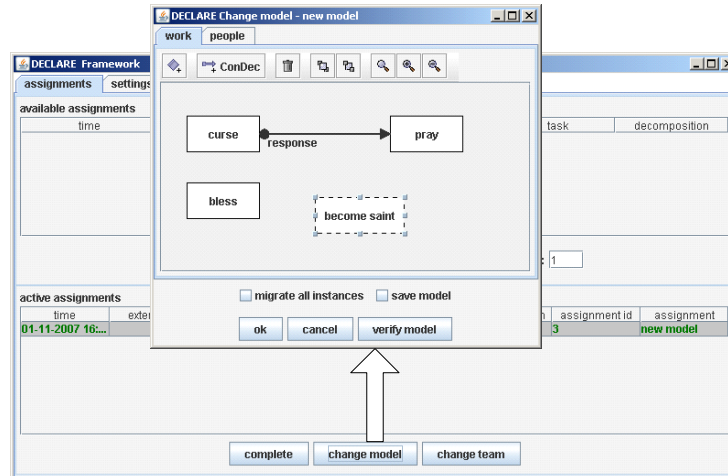 DECLARE Change model - new model
work people
ConDec
curse response pray
bless
become saint
migrate all instances save model
ok cancel verify model
DECLARE Framework
assignments settings
available assignments
time task decomposition
: 1
active assignments
time assignment id assignment
01-11-2007 16:... 3 new model
complete change model change team